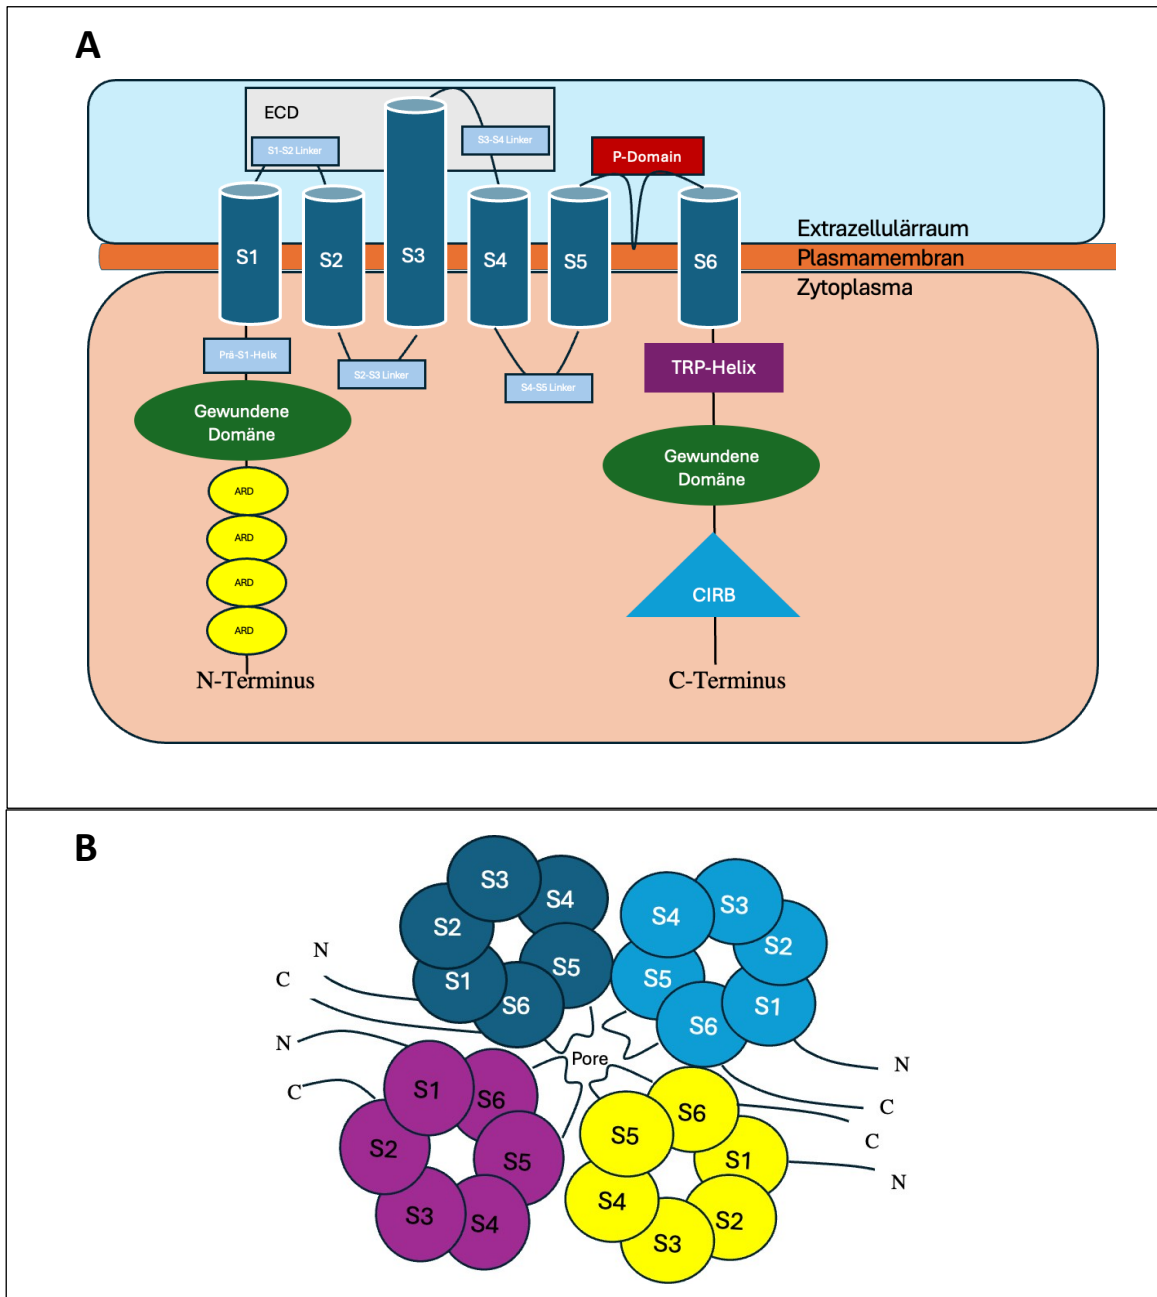 A
ECD
S1-S2 Linker
S3-S4 Linker
P-Domain
S1
S2
S3
S4
S5
S6
Extrazellulärraum
Plasmamembran
Zytoplasma
Prä-S1-Helix
S2-S3 Linker
S4-S5 Linker
TRP-Helix
Gewundene
Domäne
Gewundene
Domäne
ARD
ARD
ARD
ARD
CIRB
N-Terminus
C-Terminus
B
S3
S4
S2
S5
S1
S6
S4
S3
S2
S5
S1
S6
N
C
N
C
Pore
N
C
C
N
S1
S6
S2
S5
S3
S4
S6
S5
S1
S4
S2
S3